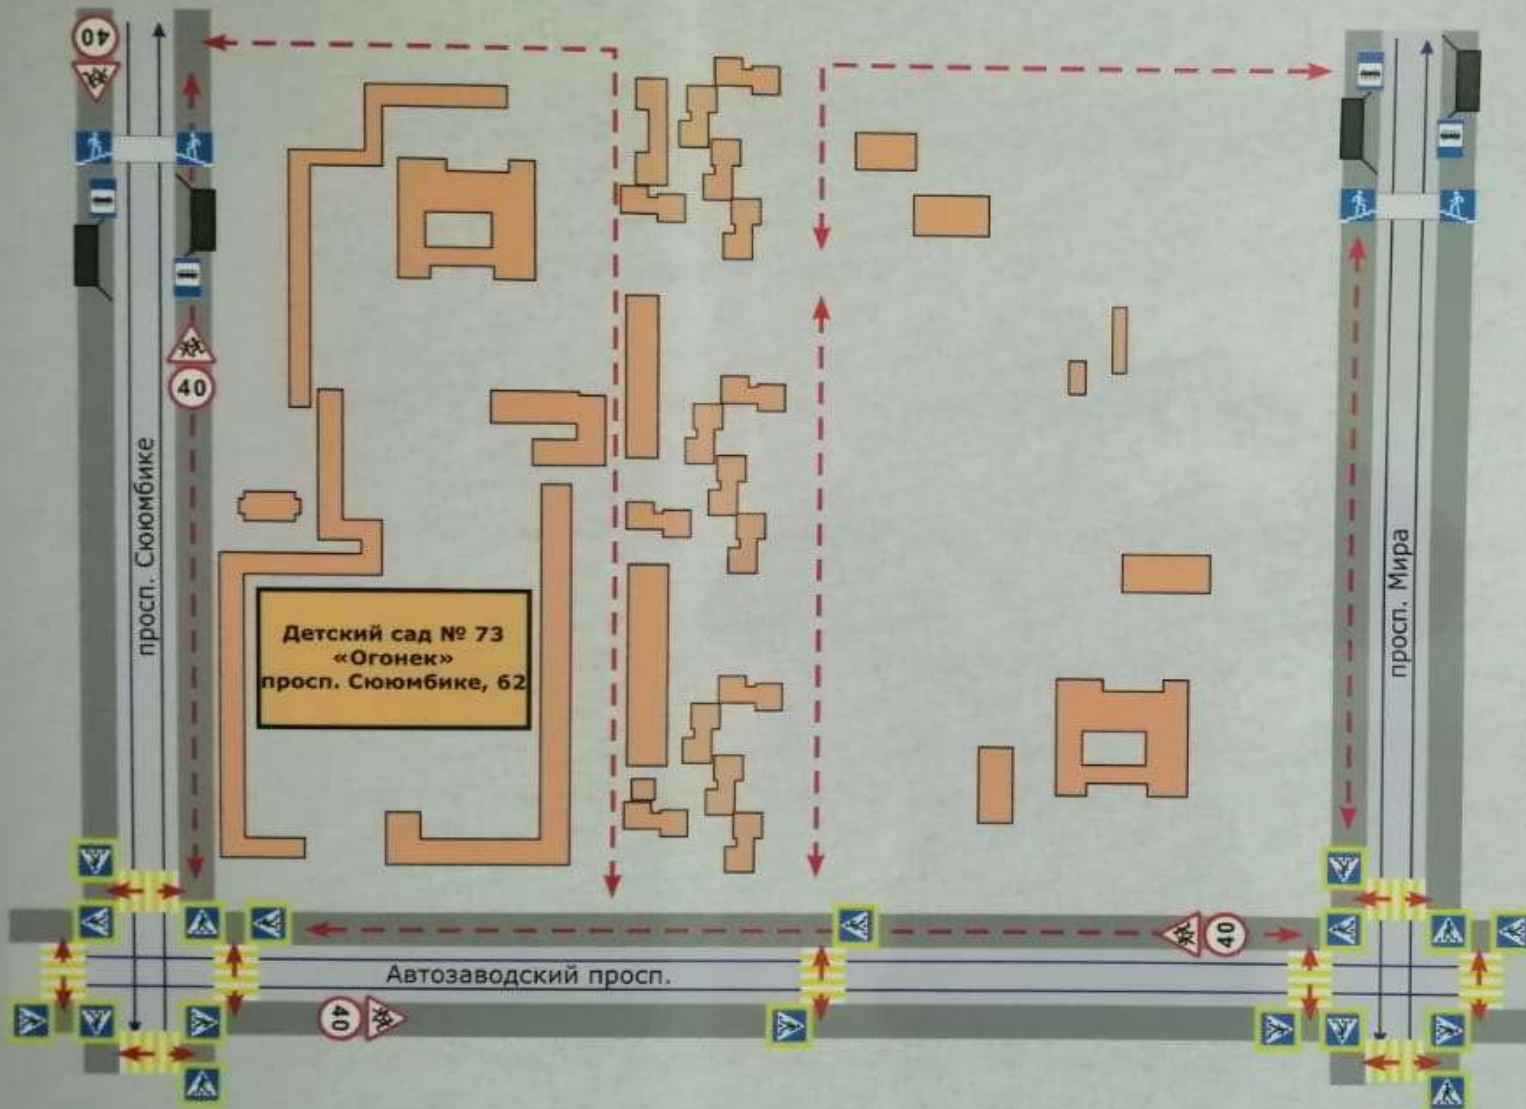 40
40
просп. Сююмбике
Детский сад № 73
«Огонек»
просп. Сююмбике, 62
просп. Мира
40
Автозаводский просп.
40